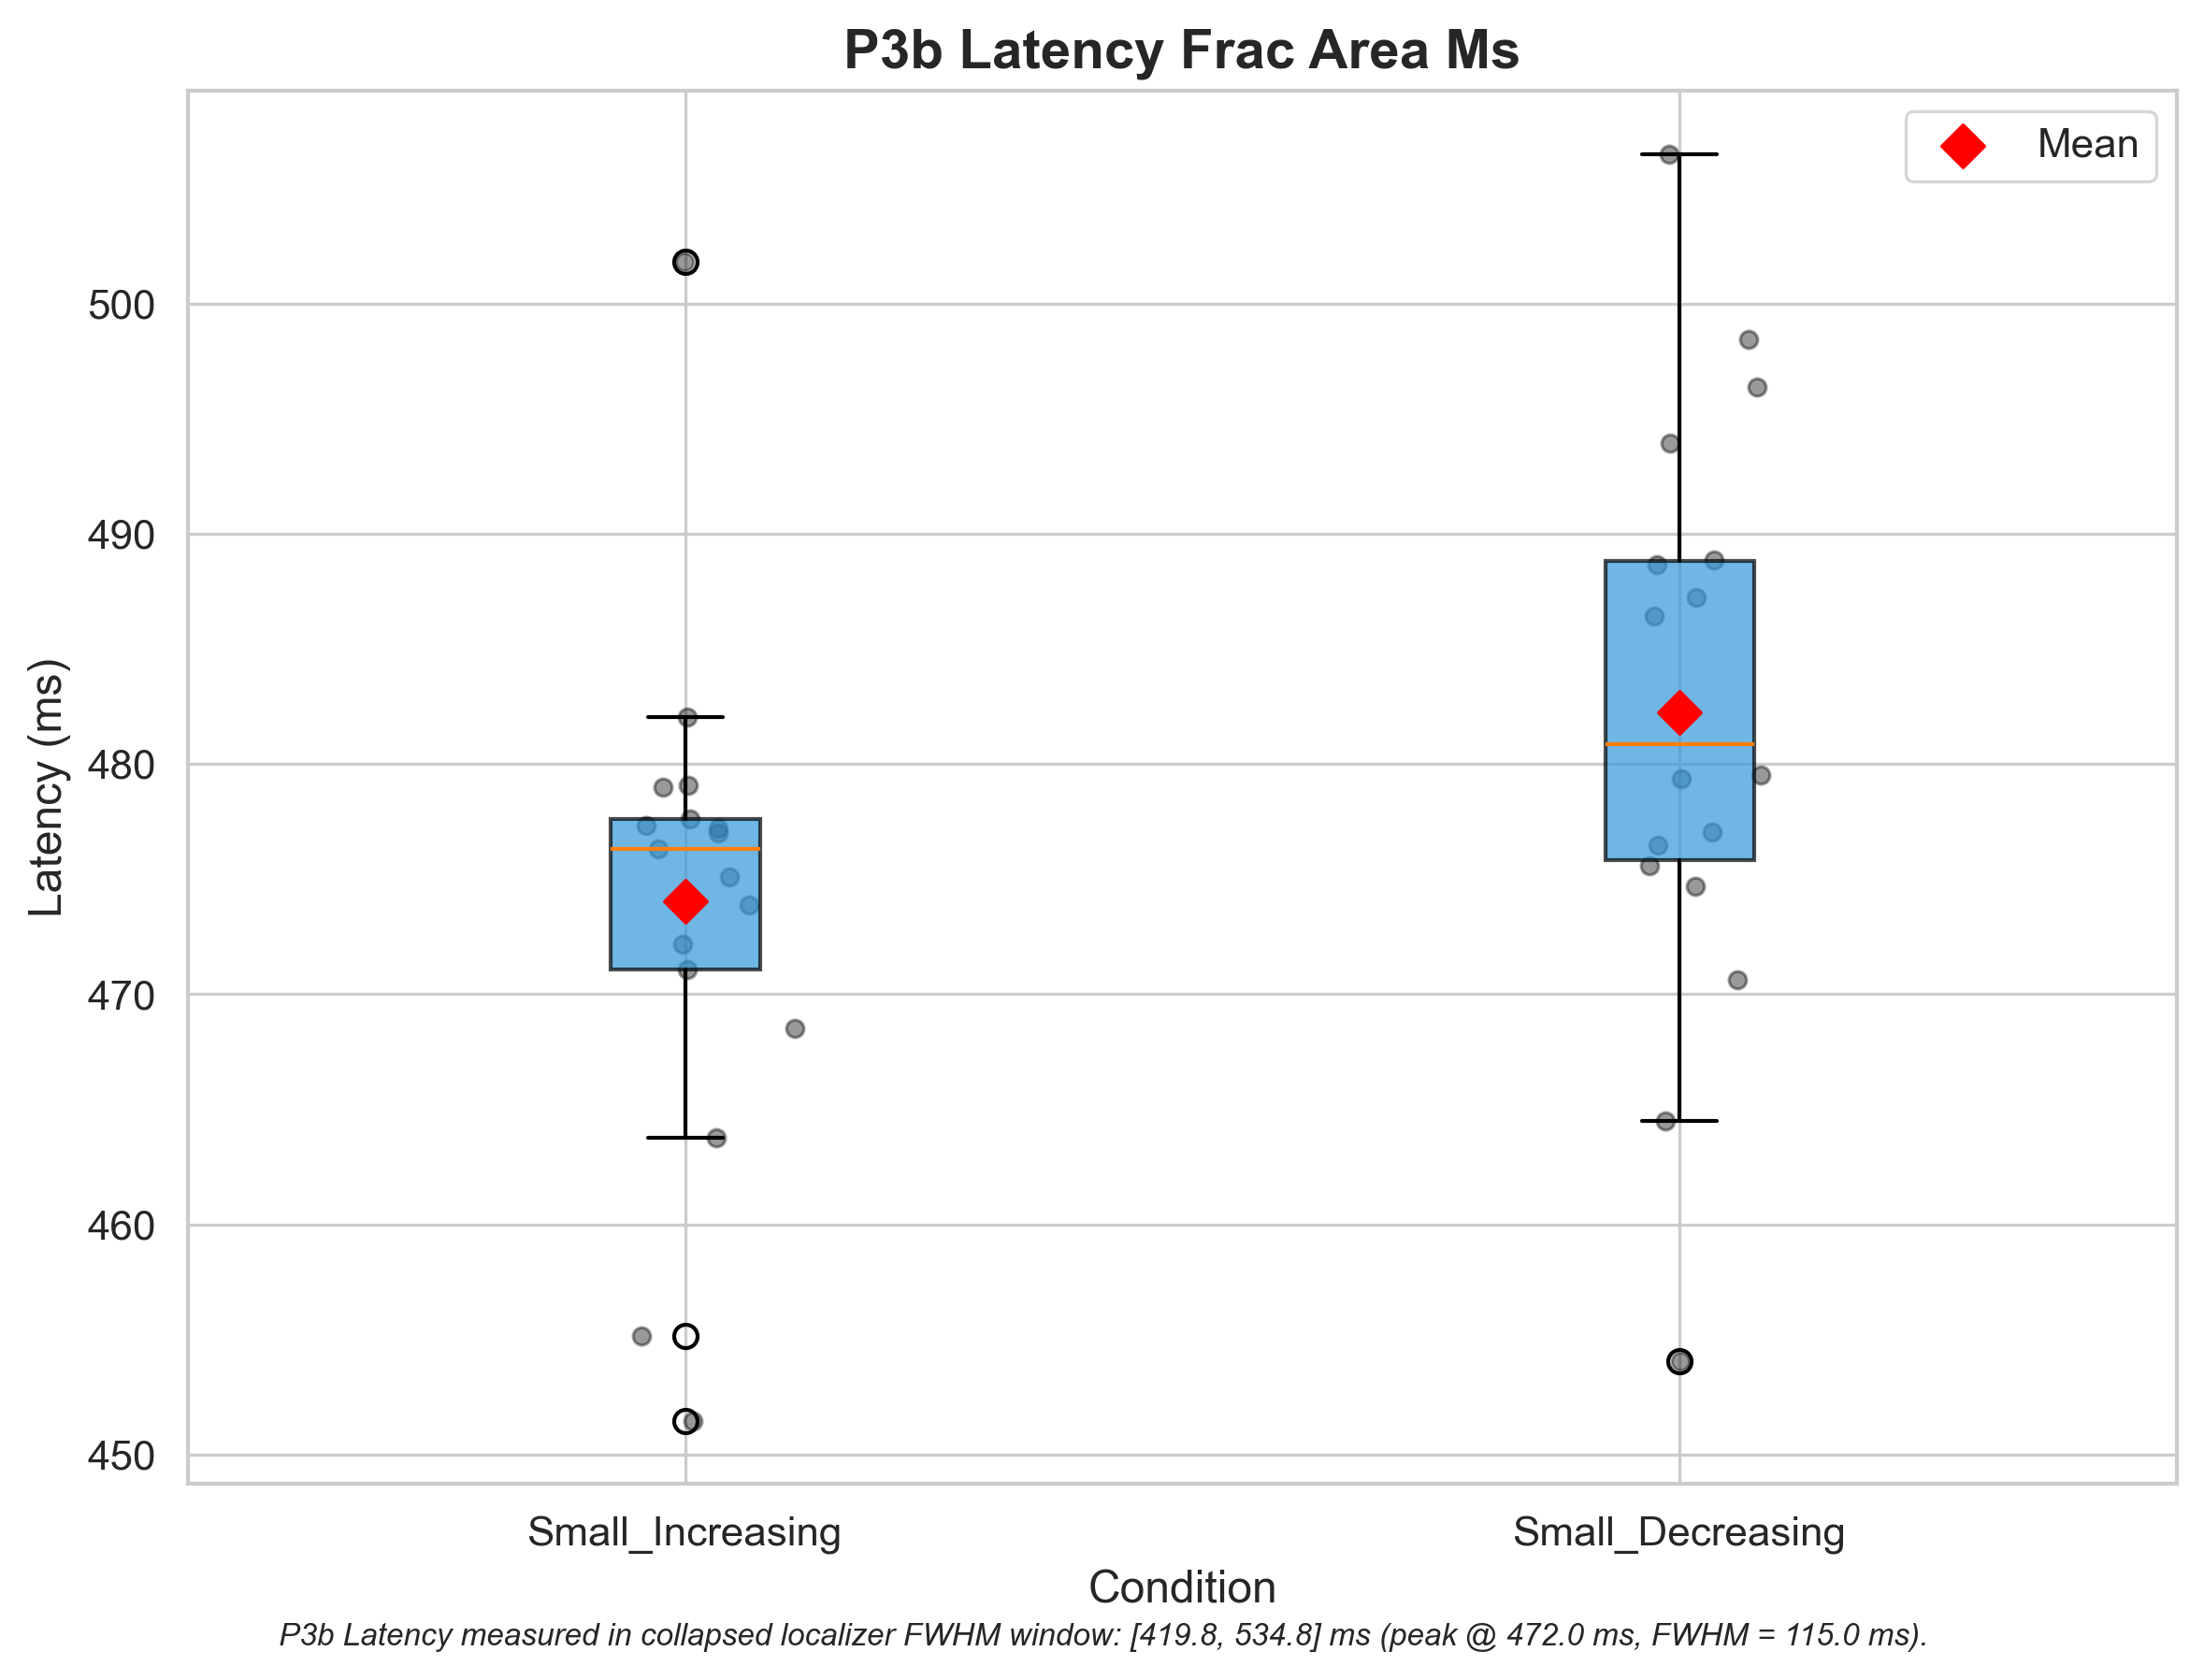 P3b Latency Frac Area Ms
Mean
500
490
480
470
460
450
Latency (ms)
Small_Increasing
Small_Decreasing
Condition
P3b Latency measured in collapsed localizer FWHM window: [419.8, 534.8] ms (peak @ 472.0 ms, FWHM = 115.0 ms).